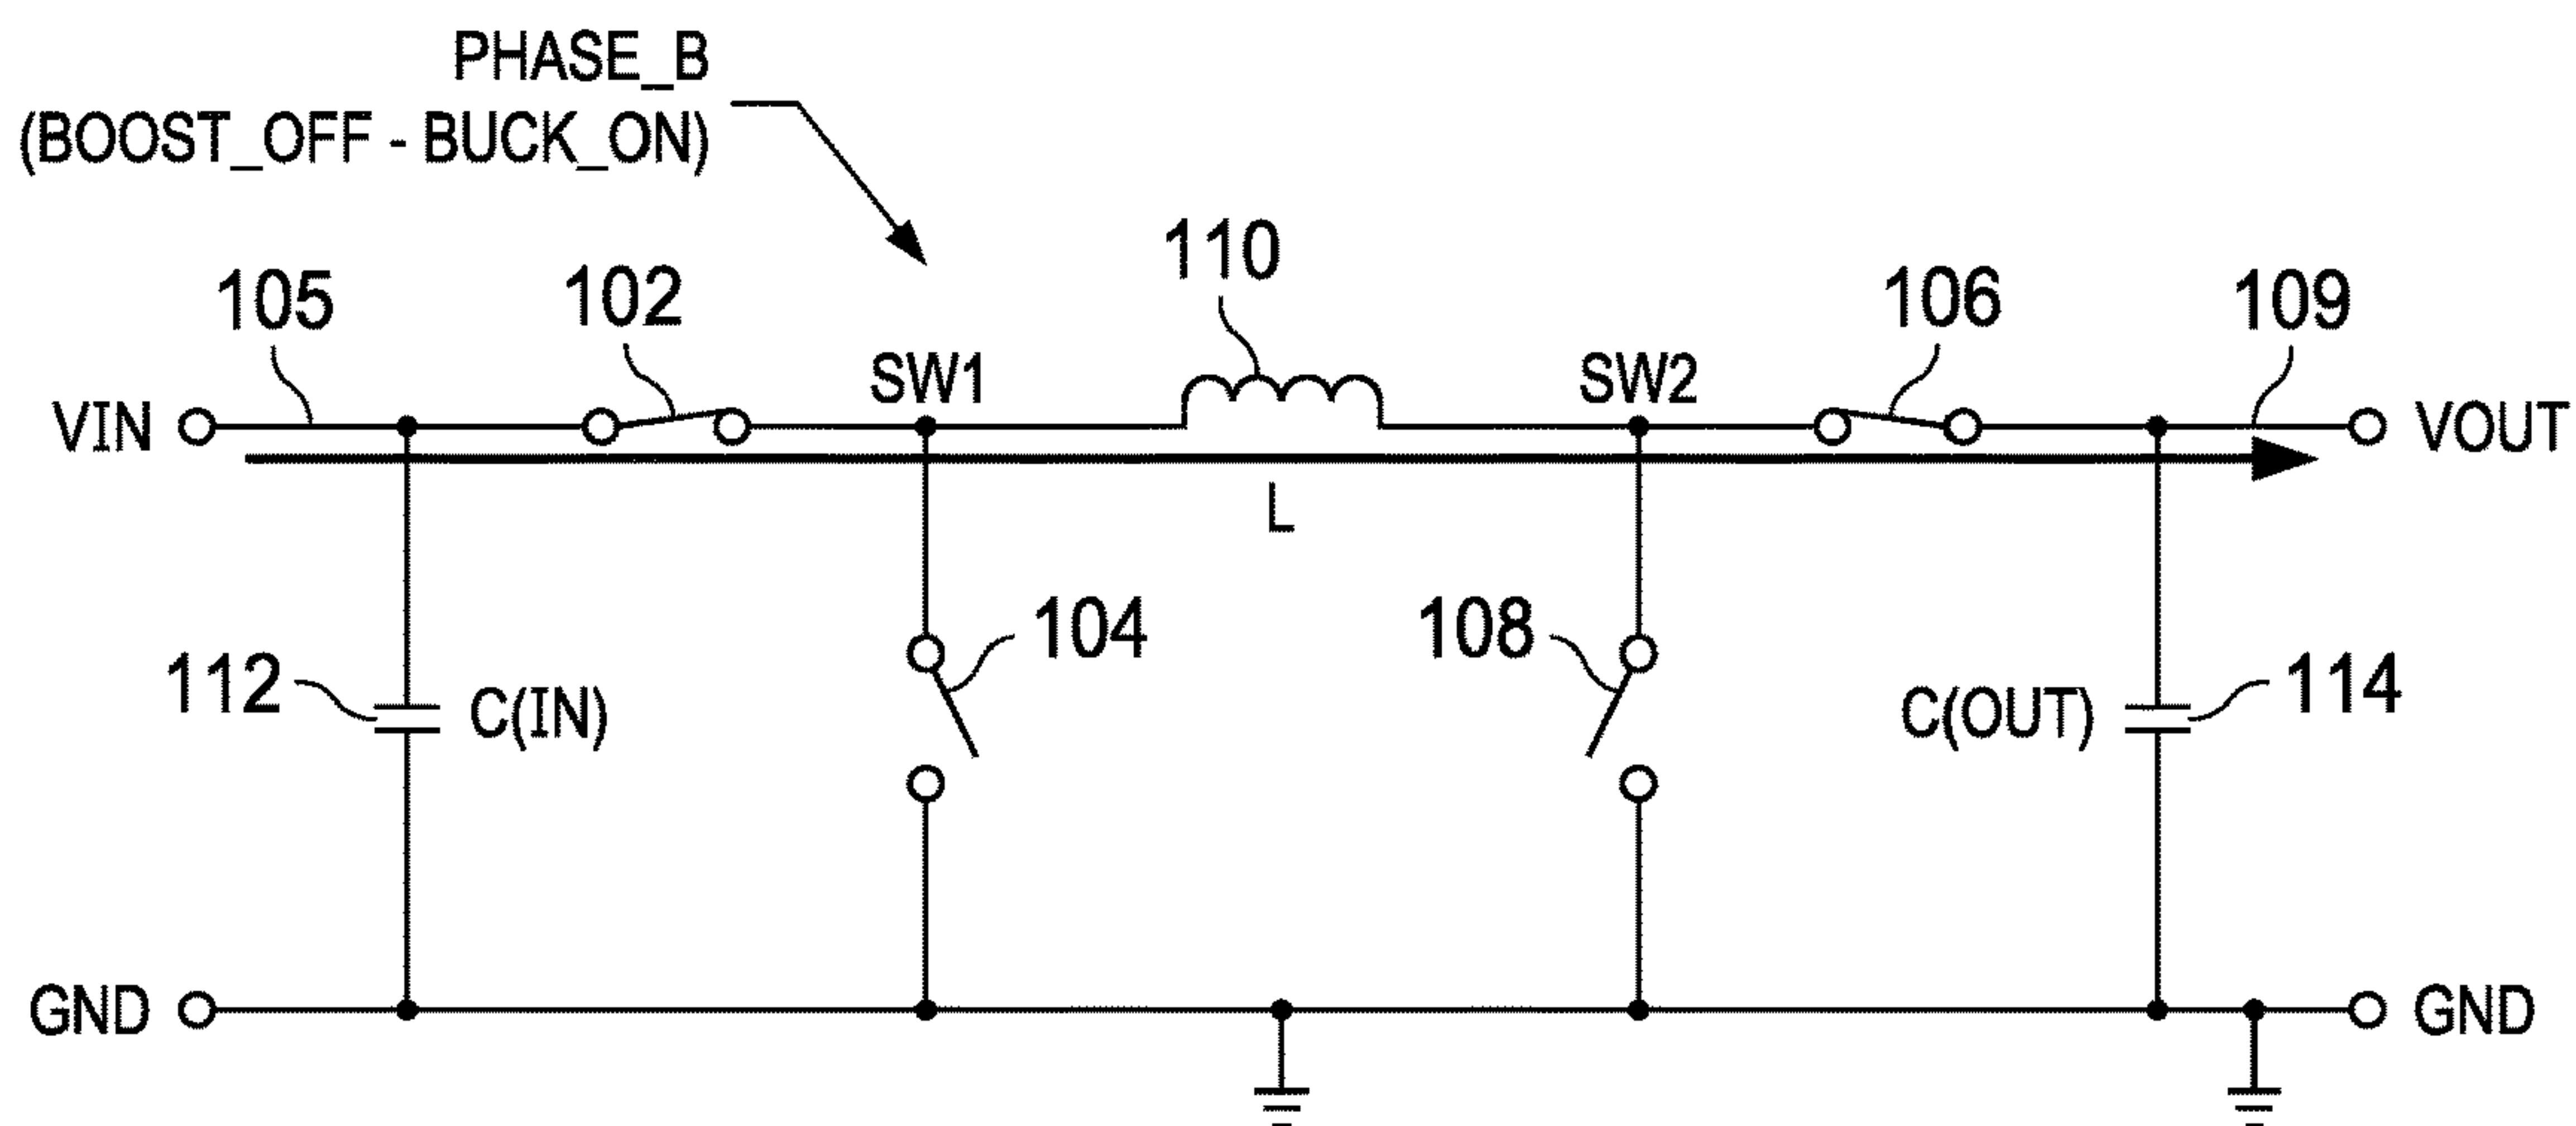 PHASE_B
(BOOST_OFF - BUCK_ON)
110
105
102
106
109
SW1
SW2
VIN
VOUT
L
104
108
112
C(IN)
C(OUT)
114
GND
GND